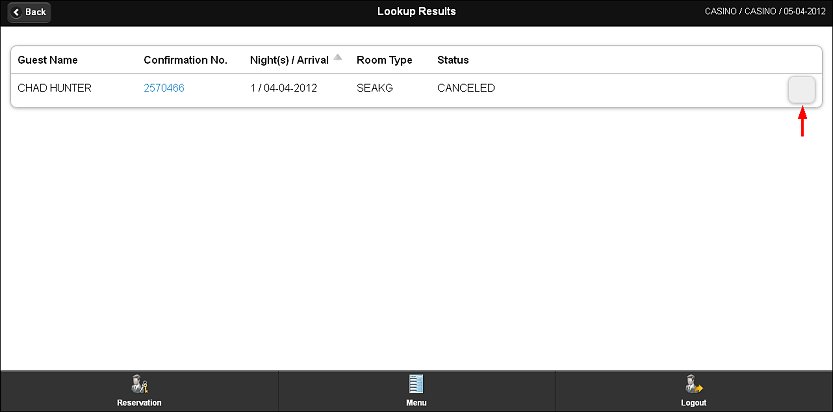 Back
Lookup Results
CASINO / CASINO / 05-04-2012
Guest Name Confirmation No. Night(s) / Arrival Room Type Status
CHAD HUNTER 2570466 1 / 04-04-2012 SEAKG CANCELED
Reservation Menu Logout